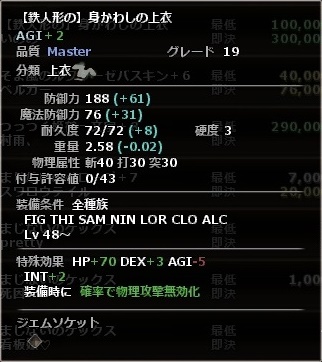 【鉄人形の】身かわしの上衣
AGI＋2
品質 Master グレード 19
分類 上衣
防御力 188 (+61)
魔法防御力 76 (+31)
耐久度 72/72 (+8) 硬度 3
重量 2.58 (-0.02)
物理属性 斬40 打30 突30
付与許容値 0/43
装備条件 全種族
FIG THI SAM NIN LOR CLO ALC
Lv 48～
特殊効果 HP+70 DEX+3 AGI-5
INT+2
装備時に 確率で物理攻撃無効化
ジェムソケット